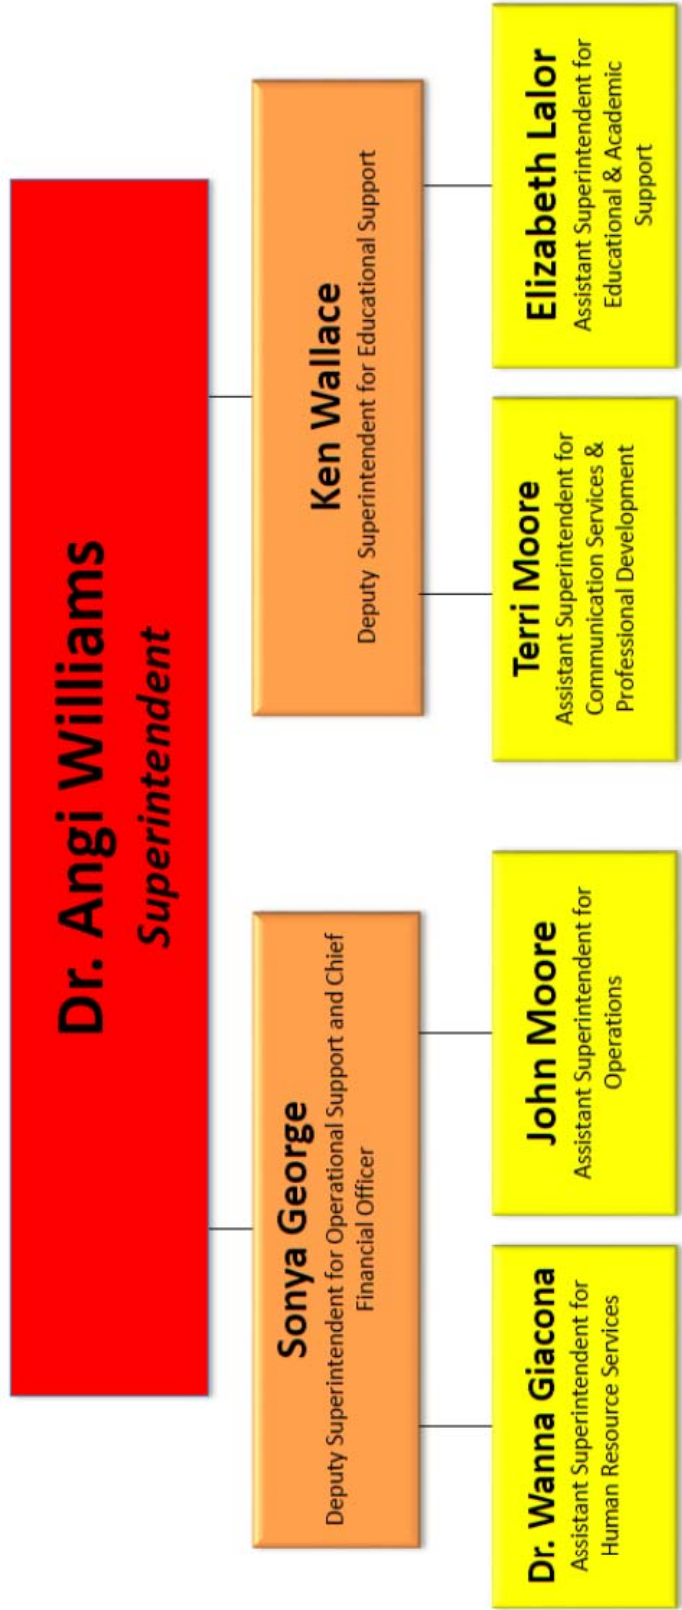 Dr. Angi Williams
Superintendent
Sonya George
Deputy Superintendent for Operational Support and Chief
Financial Officer
Ken Wallace
Deputy Superintendent for Educational Support
Dr. Wanna Giacona
Assistant Superintendent for
Human Resource Services
John Moore
Assistant Superintendent for
Operations
Terri Moore
Assistant Superintendent for
Communication Services &
Professional Development
Elizabeth Lalor
Assistant Superintendent for
Educational & Academic
Support